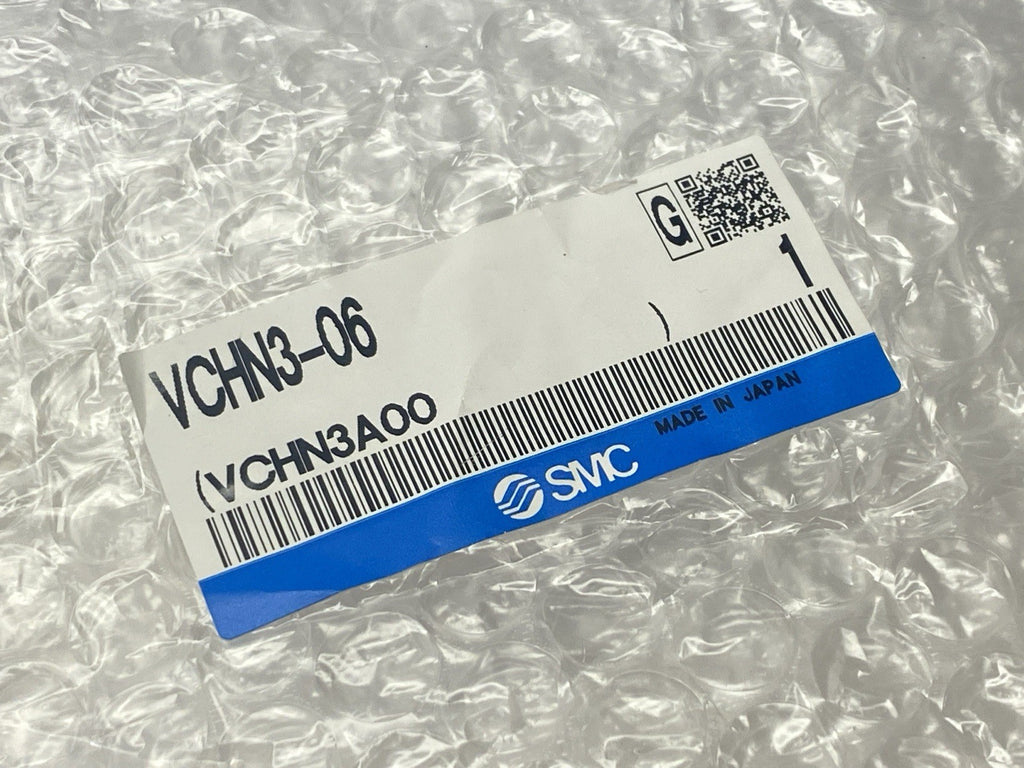 G
1
VCHN3-06
(VCHN3A00 )
SMC MADE IN JAPAN